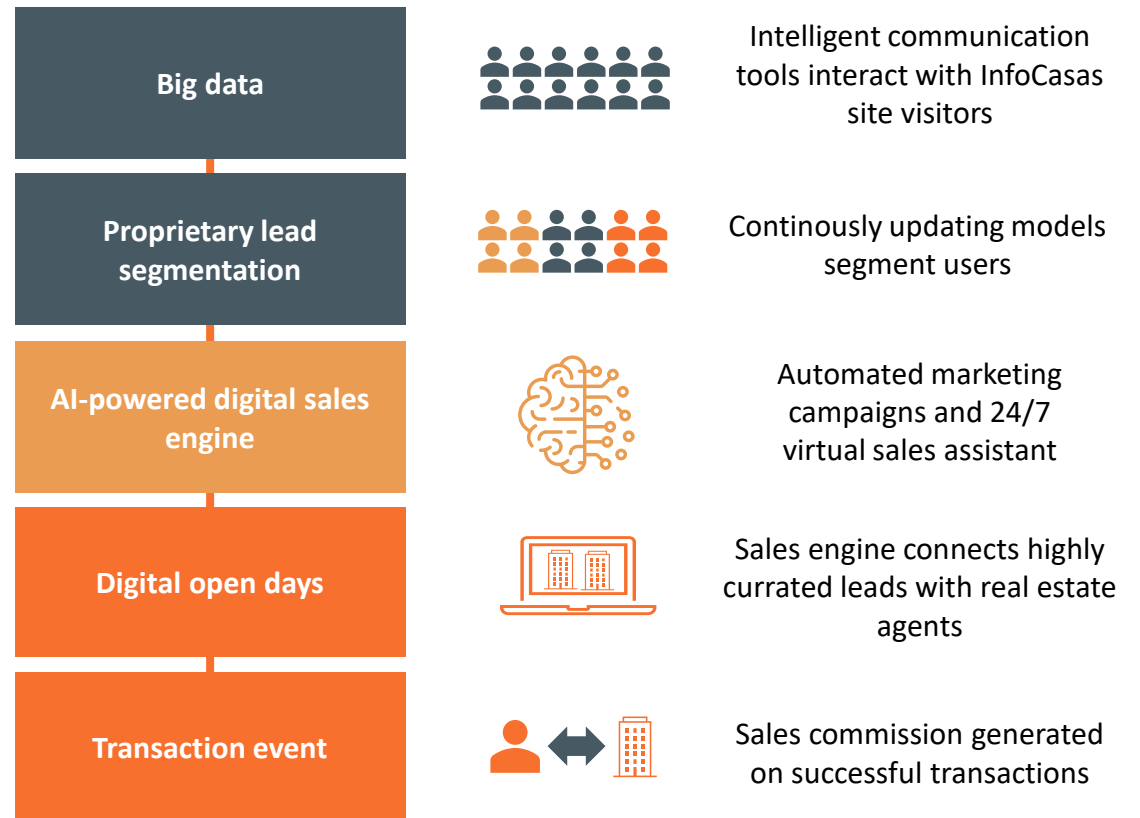 Big data
Intelligent communication
tools interact with InfoCasas
site visitors
Proprietary lead
segmentation
Continously updating models
segment users
AI-powered digital sales
engine
Automated marketing
campaigns and 24/7
virtual sales assistant
Digital open days
Sales engine connects highly
currated leads with real estate
agents
Transaction event
Sales commission generated
on successful transactions